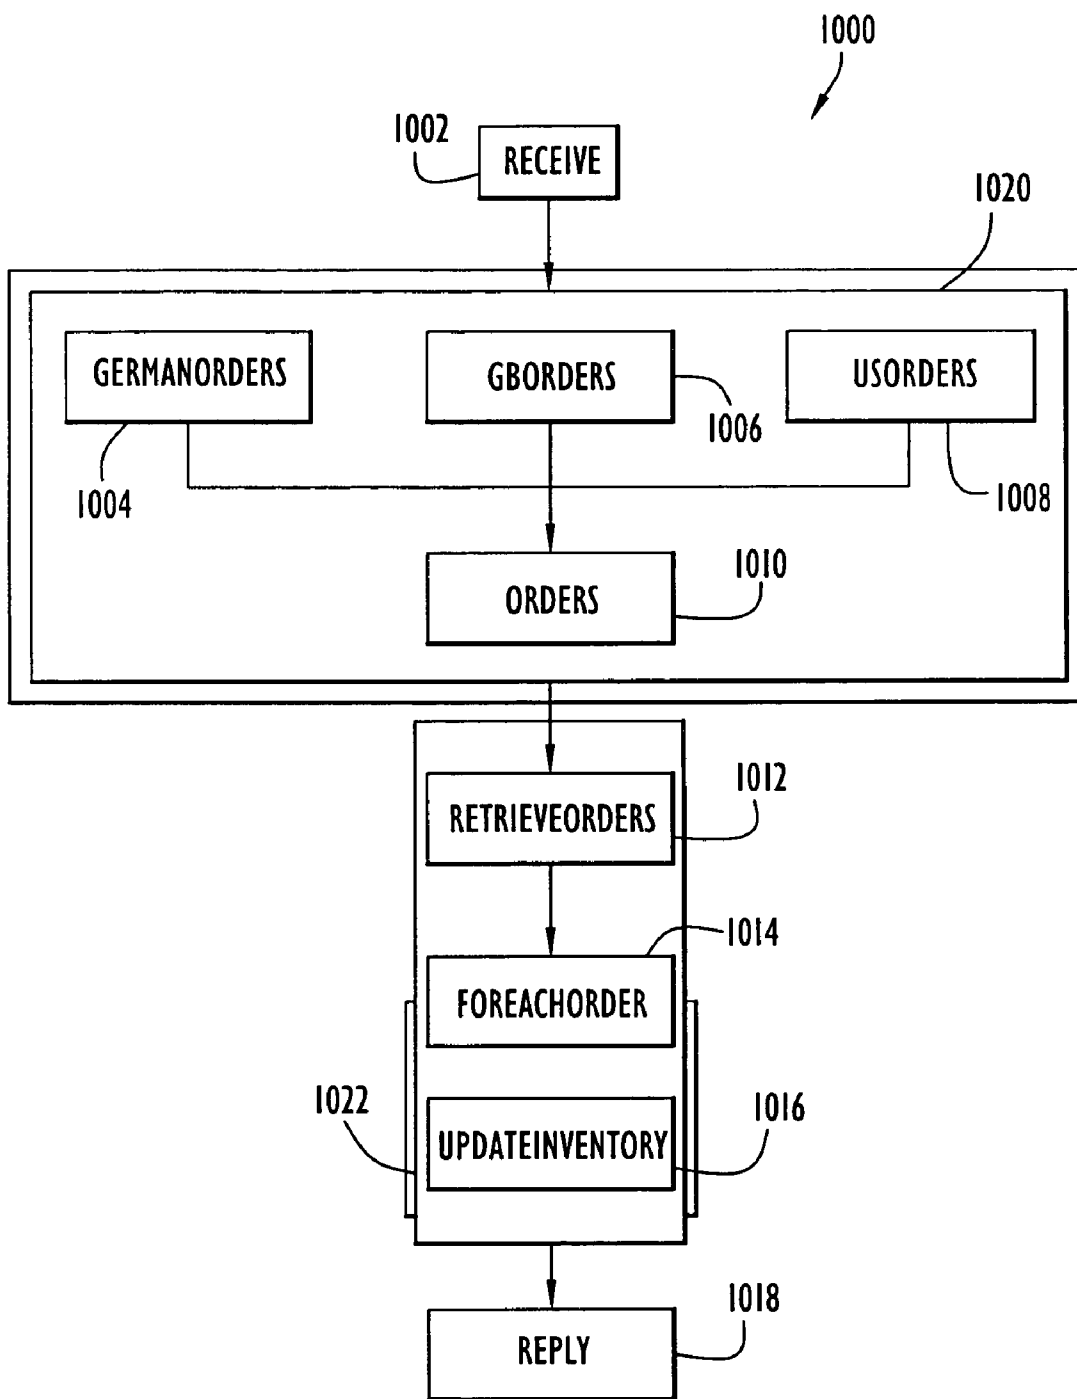 1000
1002
RECEIVE
1020
GERMANORDERS
GBORDERS
USORDERS
1004
1006
1008
ORDERS
1010
RETRIEVEORDERS
1012
1014
FOREACHORDER
1022
UPDATEINVENTORY
1016
REPLY
1018